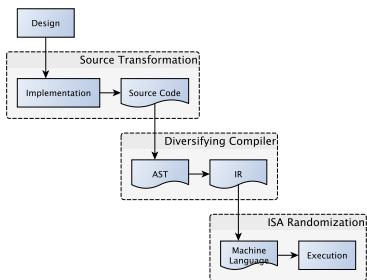 Design
Source Transformation
Implementation
Source Code
Diversifying Compiler
AST
IR
ISA Randomization
Machine
Language
Execution